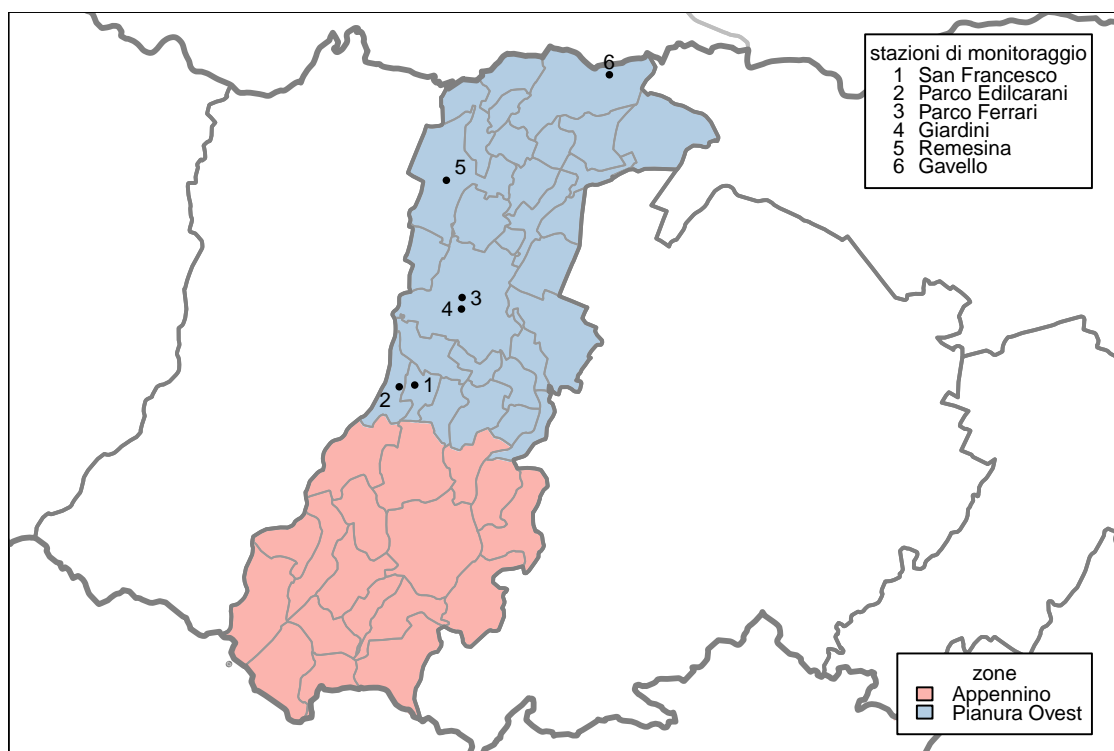 6
5
3
4
1
2
stazioni di monitoraggio
1 San Francesco
2 Parco Edilcarani
3 Parco Ferrari
4 Giardini
5 Remesina
6 Gavello
zone
Appennino
Pianura Ovest